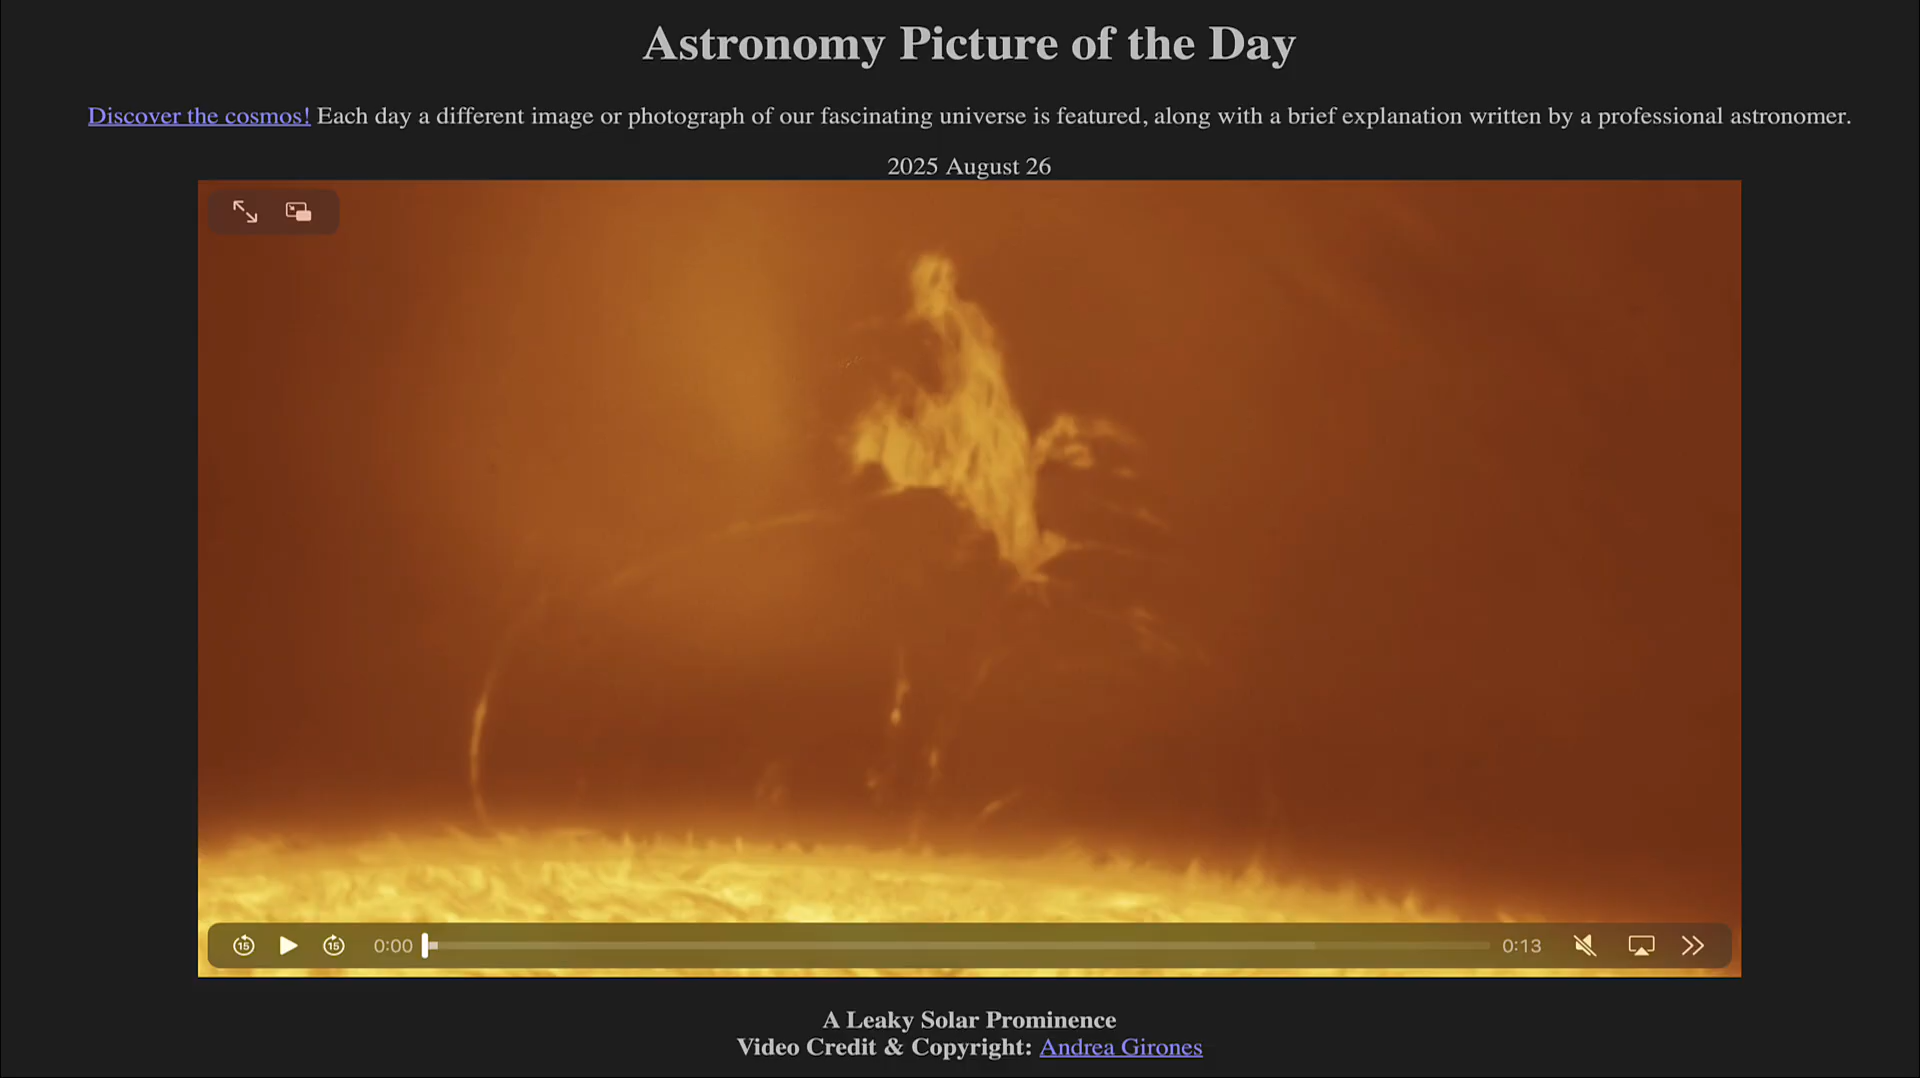 Astronomy Picture of the Day
Discover the cosmos! Each day a different image or photograph of our fascinating universe is featured, along with a brief explanation written by a professional astronomer.
2025 August 26
15
15
0:00
0:13
A Leaky Solar Prominence
Video Credit & Copyright: Andrea Girones